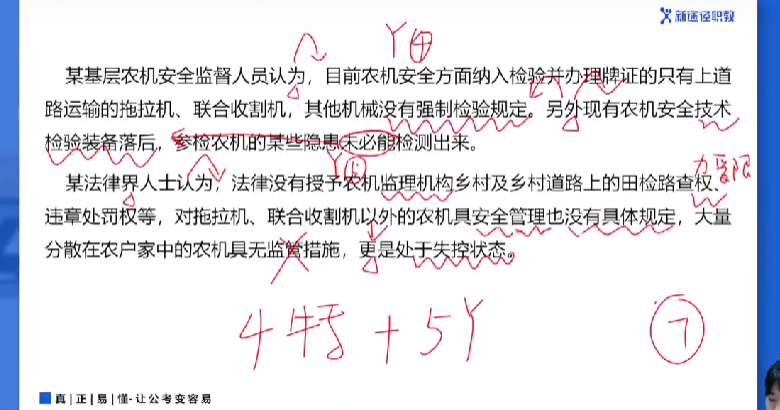 新途径职教
Y④
某基层农机安全监督人员认为，目前农机安全方面纳入检验并办理牌证的只有上道
路运输的拖拉机、联合收割机，其他机械没有强制检验规定。另外现有农机安全技术
检验装备落后，参检农机的某些隐患未必能检测出来。
Y⑤
力受限
某法律界人士认为，法律没有授予农机监理机构乡村及乡村道路上的田检路查权、
违章处罚权等，对拖拉机、联合收割机以外的农机具安全管理也没有具体规定，大量
分散在农户家中的农机具无监管措施，更是处于失控状态。
+5Y
⑦
真|正|易|懂-让公考变容易